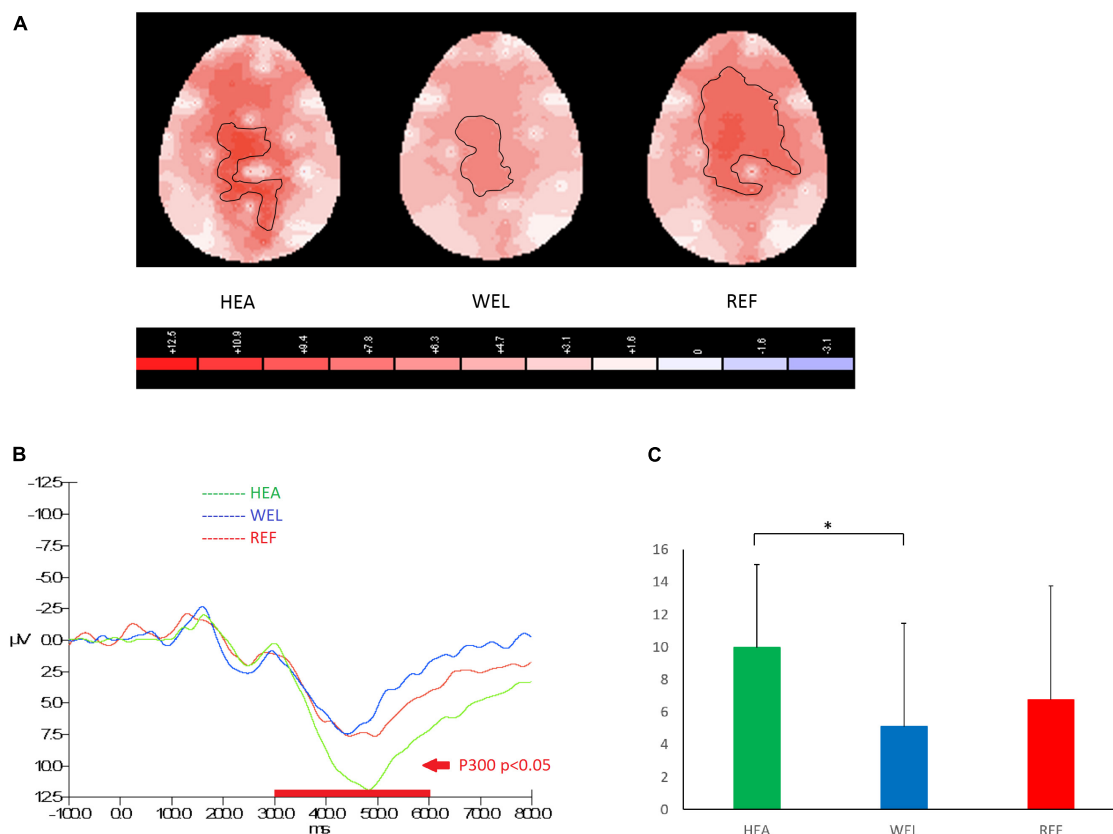 A
HEA WEL REF
+12.5 +10.9 +9.4 +7.8 +6.3 +4.7 +3.1 +1.6 0 -1.6 -3.1
B
-12.5
-10.0
-7.5
-5.0
-2.5
µV 0.0
2.5
5.0
7.5
10.0
12.5
HEA
WEL
REF
P300 p<0.05
-100.0 0.0 100.0 200.0 300.0 400.0 500.0 600.0 700.0 800.0
ms
C
*
16
14
12
10
8
6
4
2
0
HEA WEL REF